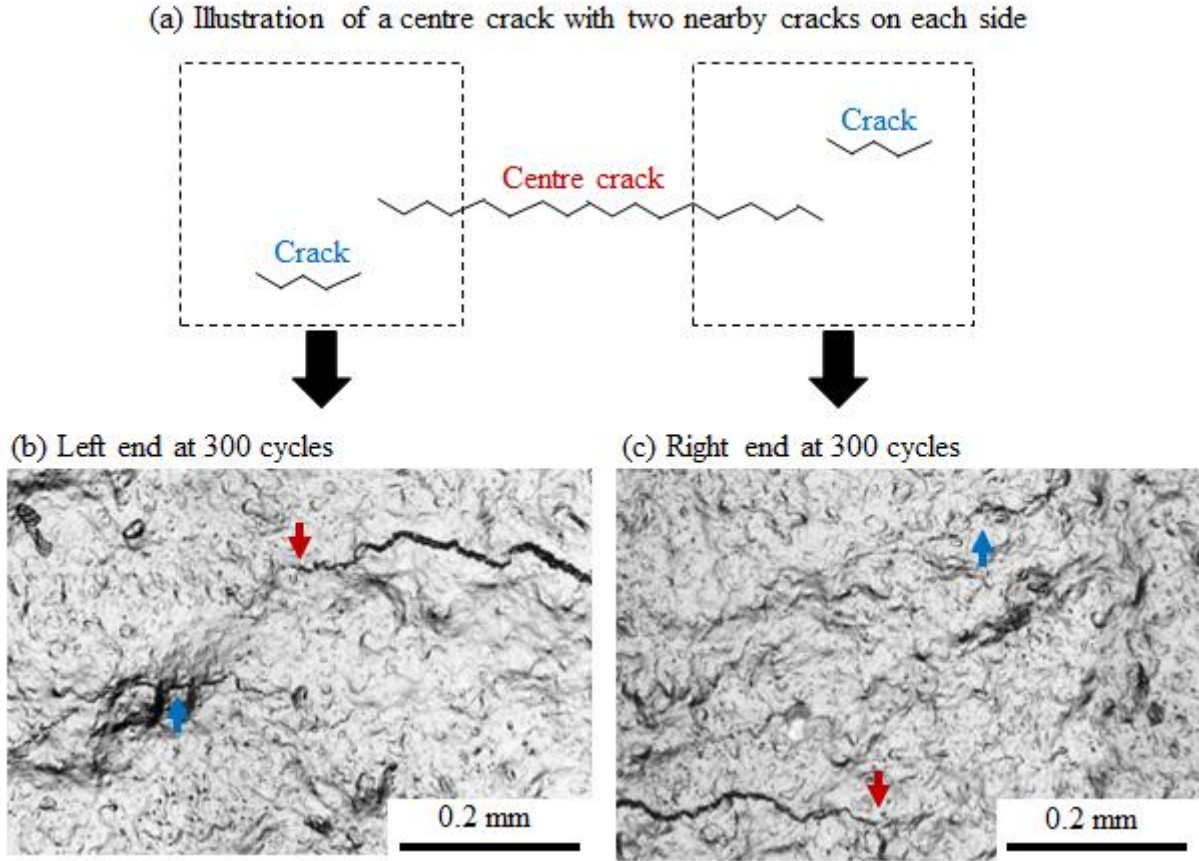 (a) Illustration of a centre crack with two nearby cracks on each side
Crack
Centre crack
Crack
(b) Left end at 300 cycles
(c) Right end at 300 cycles
0.2 mm
0.2 mm